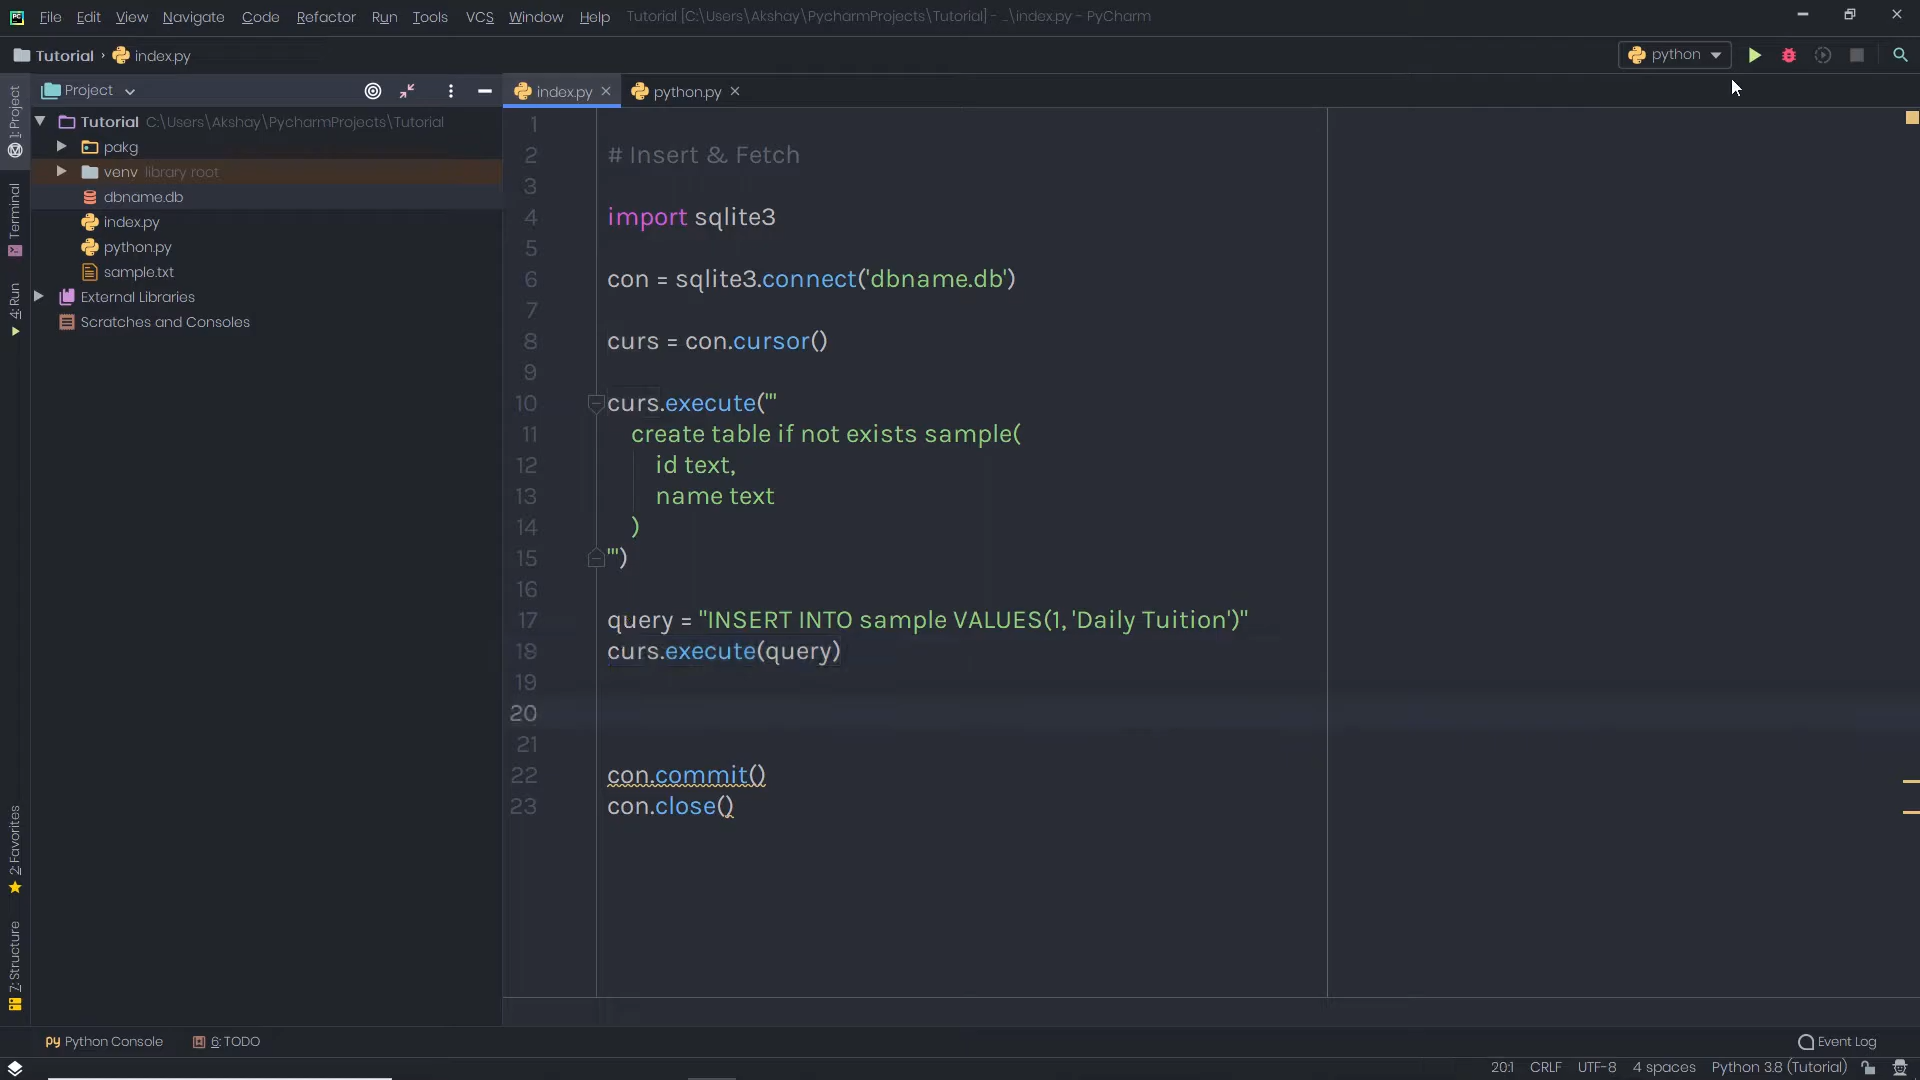 File Edit View Navigate Code Refactor Run Tools VCS Window Help Tutorial [C:\Users\Akshay\PycharmProjects\Tutorial] - ...\index.py - PyCharm
Tutorial › index.py
python
Project
index.py
python.py
1: Project
Terminal
4: Run
2: Favorites
7: Structure
Tutorial C:\Users\Akshay\PycharmProjects\Tutorial
pakg
venv library root
dbname.db
index.py
python.py
sample.txt
External Libraries
Scratches and Consoles
1
2 # Insert & Fetch
3
4 import sqlite3
5
6 con = sqlite3.connect('dbname.db')
7
8 curs = con.cursor()
9
10 curs.execute('''
11 create table if not exists sample(
12 id text,
13 name text
14 )
15 ''')
16
17 query = "INSERT INTO sample VALUES(1, 'Daily Tuition')"
18 curs.execute(query)
19
20
21
22 con.commit()
23 con.close()
Python Console
6: TODO
Event Log
20:1 CRLF UTF-8 4 spaces Python 3.8 (Tutorial)